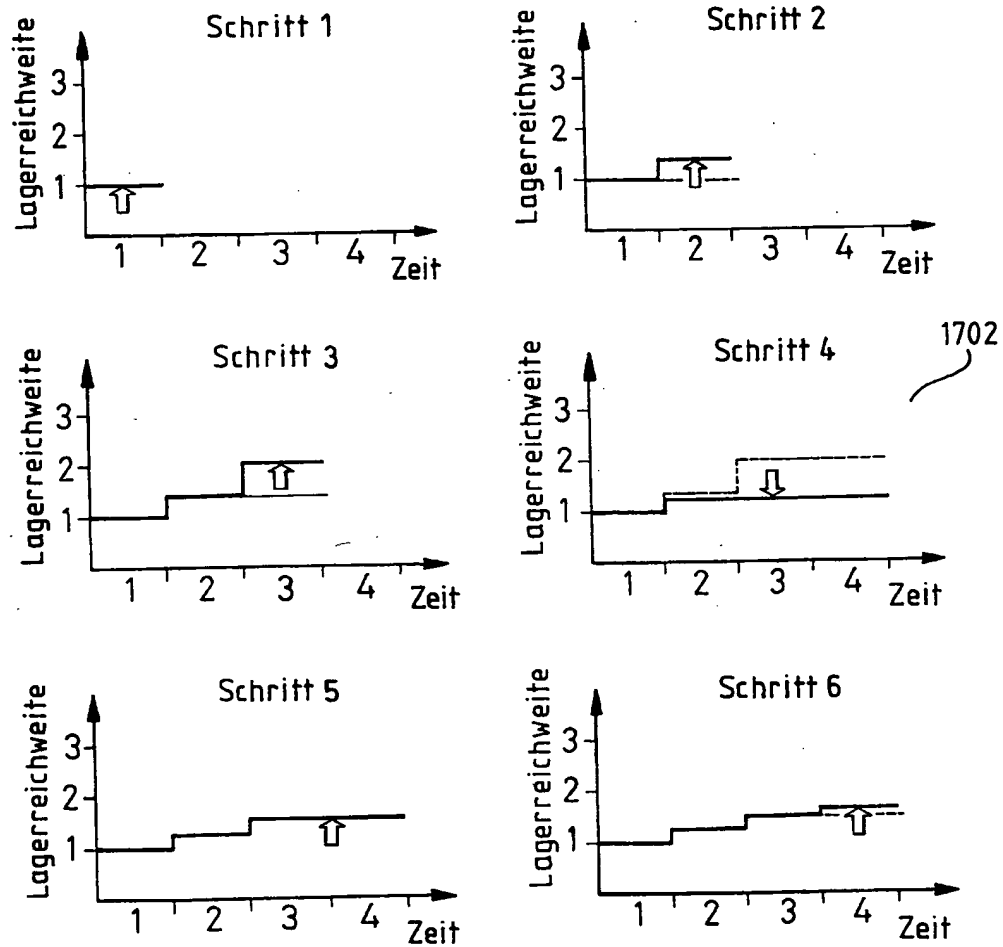 Schritt 1
Lagerreichweite
3
2
1
1 2 3 4 Zeit
Schritt 2
Lagerreichweite
3
2
1
1 2 3 4 Zeit
Schritt 3
Lagerreichweite
3
2
1
1 2 3 4 Zeit
Schritt 4
1702
Lagerreichweite
3
2
1
1 2 3 4 Zeit
Schritt 5
Lagerreichweite
3
2
1
1 2 3 4 Zeit
Schritt 6
Lagerreichweite
3
2
1
1 2 3 4 Zeit